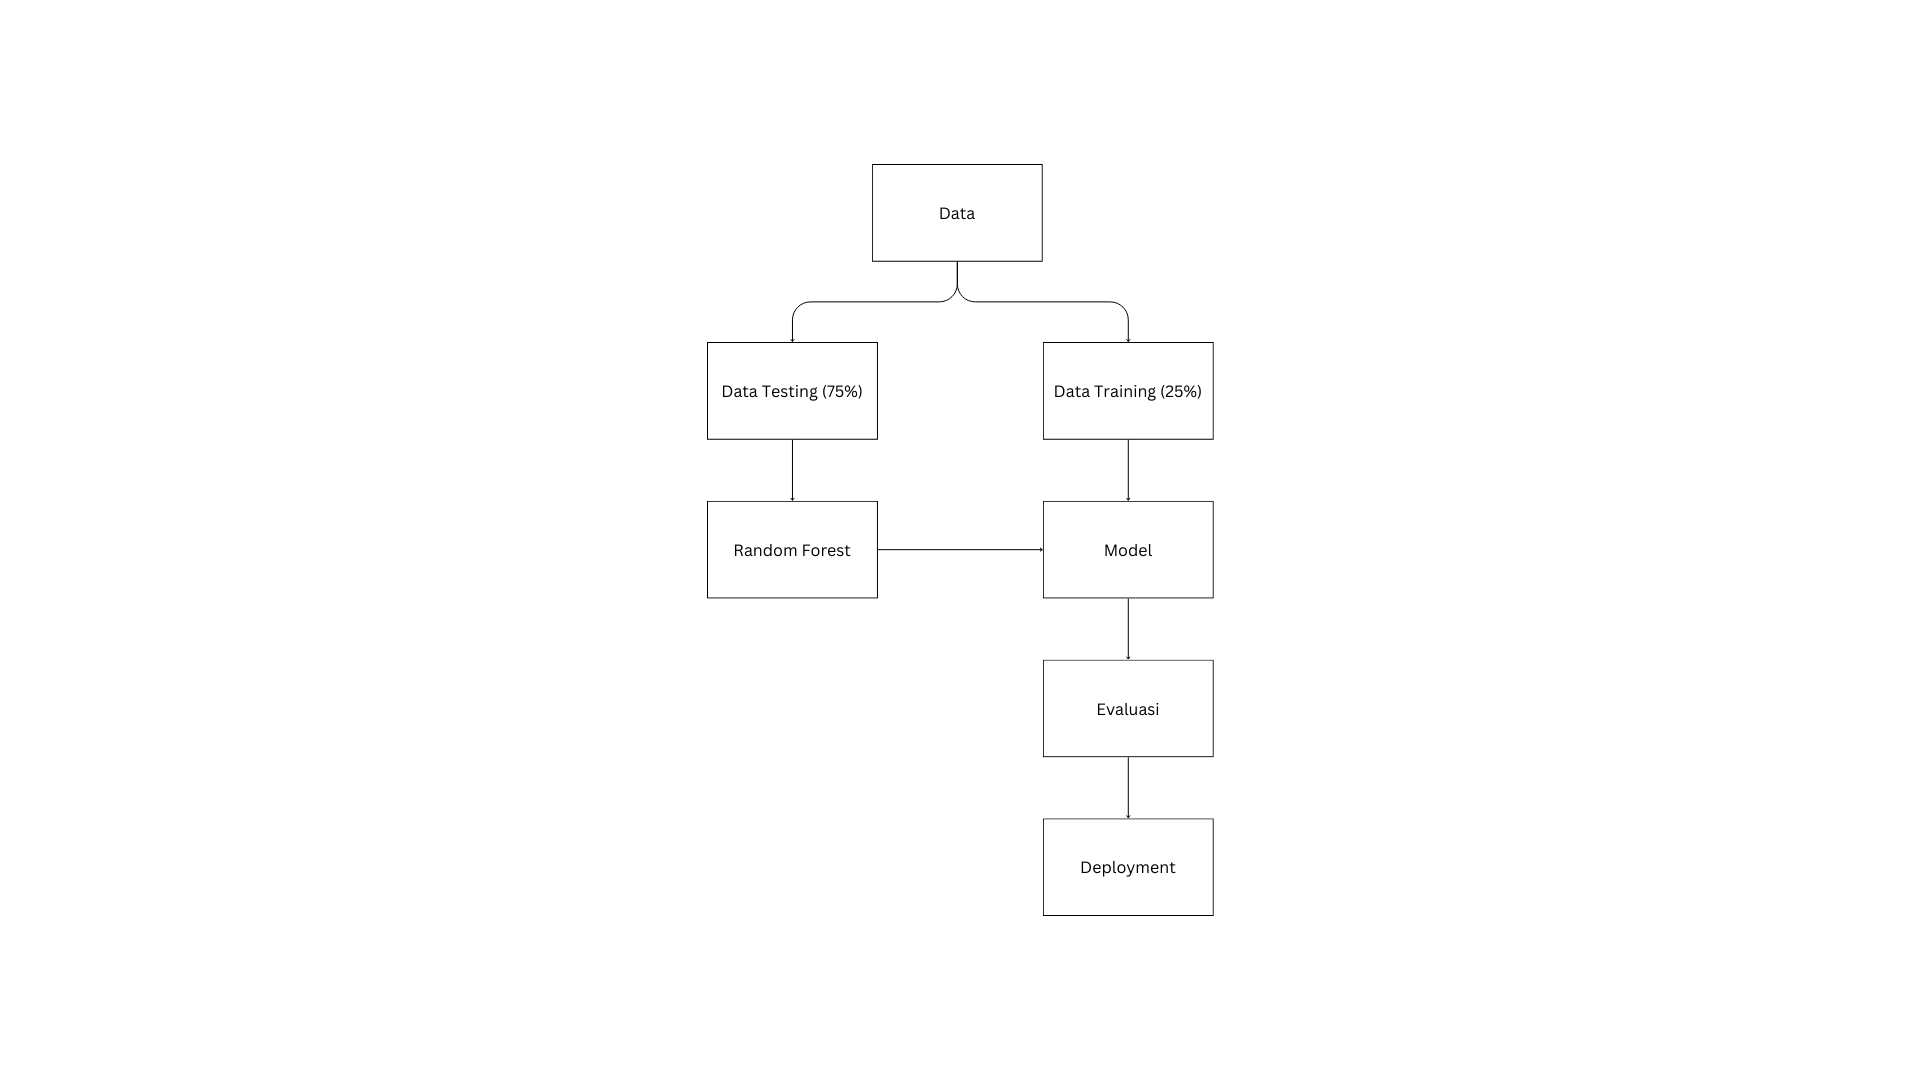 Data
Data Testing (75%)
Data Training (25%)
Random Forest
Model
Evaluasi
Deployment